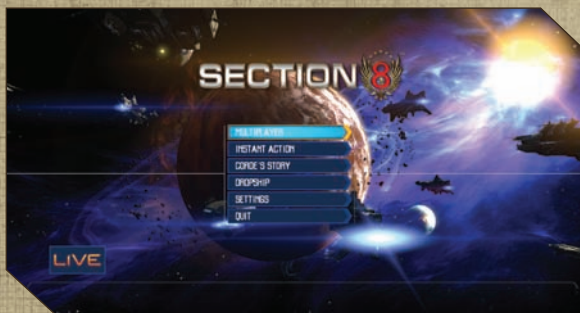 SECTION 8
MULTIPLAYER
INSTANT ACTION
CORDE'S STORY
DROPSHIP
SETTINGS
QUIT
LIVE